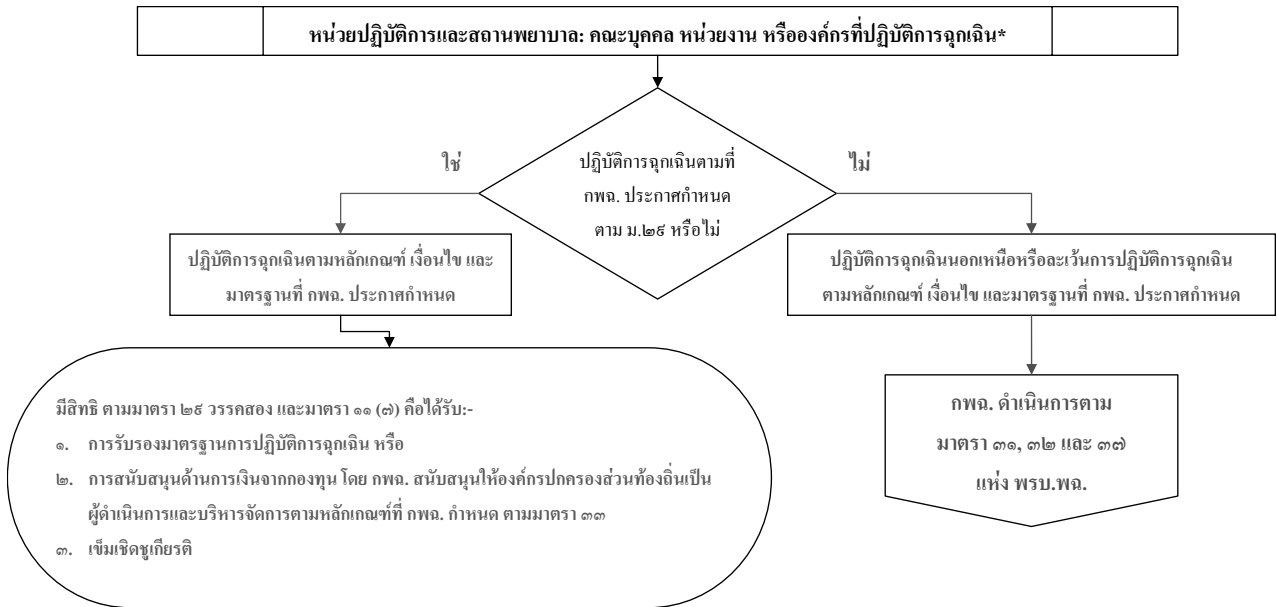 หน่วยปฏิบัติการและสถานพยาบาล: คณะบุคคล หน่วยงาน หรือองค์กรที่ปฏิบัติการฉุกเฉิน*
ปฏิบัติการฉุกเฉินตามที่
กพฉ. ประกาศกำหนด
ตาม ม.๒๙ หรือไม่
ใช่
ไม่
ปฏิบัติการฉุกเฉินตามหลักเกณฑ์ เงื่อนไข และ
มาตรฐานที่ กพฉ. ประกาศกำหนด
ปฏิบัติการฉุกเฉินนอกเหนือหรือละเว้นการปฏิบัติการฉุกเฉิน
ตามหลักเกณฑ์ เงื่อนไข และมาตรฐานที่ กพฉ. ประกาศกำหนด
มีสิทธิ ตามมาตรา ๒๙ วรรคสอง และมาตรา ๑๑ (๗) คือได้รับ:-
๑. การรับรองมาตรฐานการปฏิบัติการฉุกเฉิน หรือ
๒. การสนับสนุนด้านการเงินจากกองทุน โดย กพฉ. สนับสนุนให้องค์กรปกครองส่วนท้องถิ่นเป็น
ผู้ดำเนินการและบริหารจัดการตามหลักเกณฑ์ที่ กพฉ. กำหนด ตามมาตรา ๓๓
๓. เข็มเชิดชูเกียรติ
กพฉ. ดำเนินการตาม
มาตรา ๓๑, ๓๒ และ ๓๗
แห่ง พรบ.พฉ.